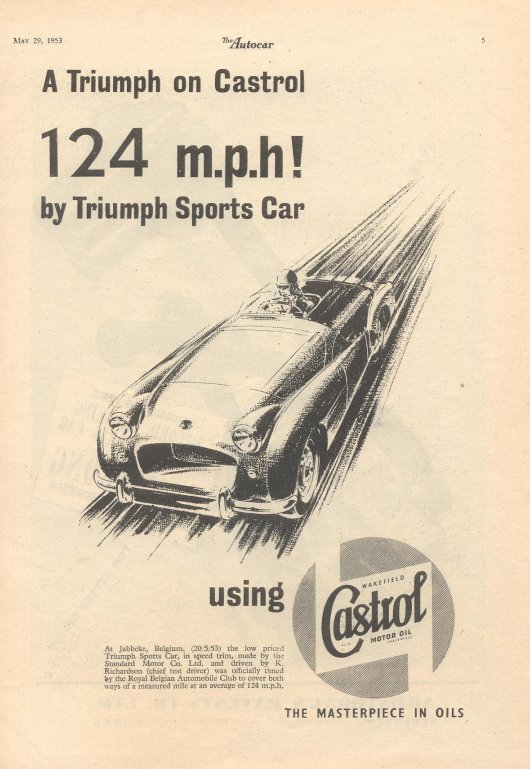 MAY 29, 1953
The Autocar
5
A Triumph on Castrol
124 m.p.h!
by Triumph Sports Car
using
WAKEFIELD
Castrol
MOTOR OIL
THE MASTERPIECE IN OILS
At Jabbeke, Belgium, (20/5/53) the low priced
Triumph Sports Car, in speed trim, made by the
Standard Motor Co. Ltd. and driven by K.
Richardson (chief test driver) was officially timed
by the Royal Belgian Automobile Club to cover both
ways of a measured mile at an average of 124 m.p.h.